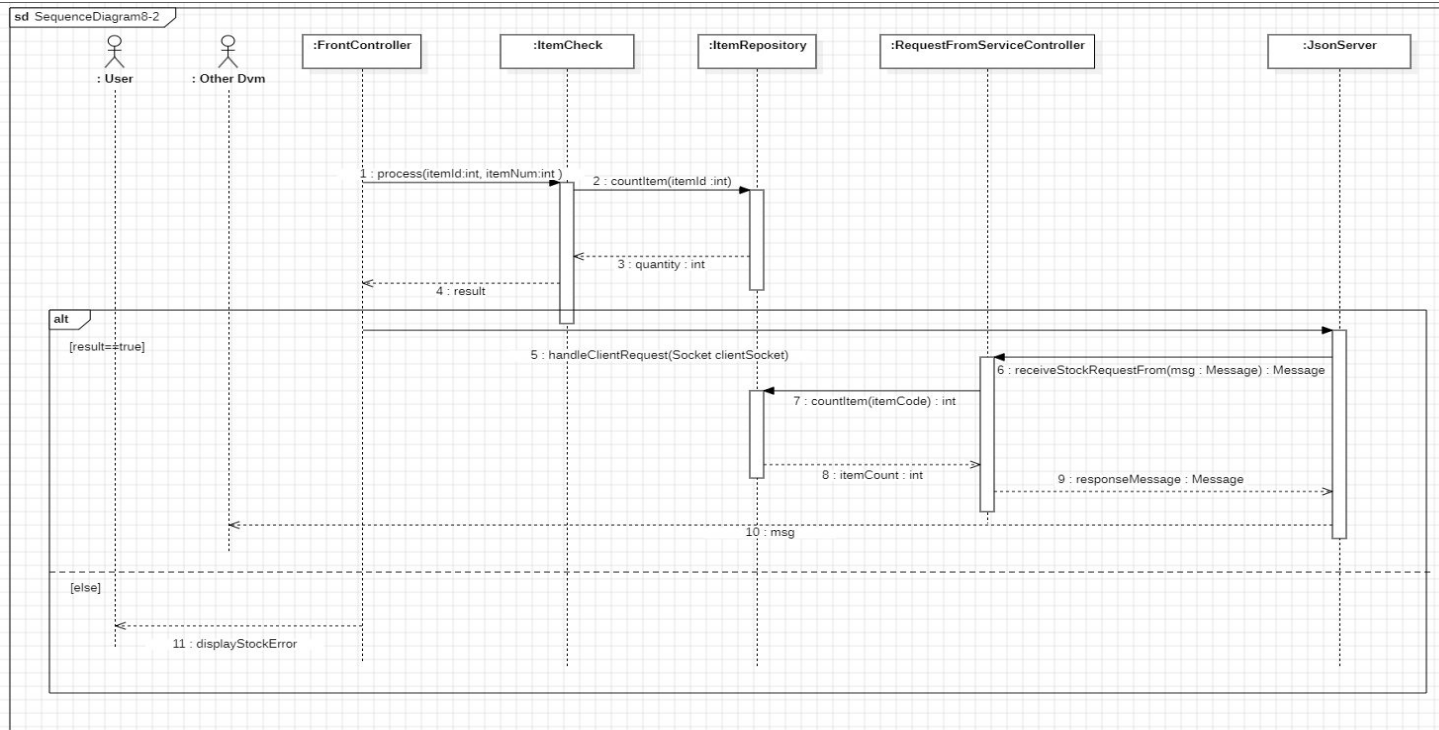 sd SequenceDiagram8-2
:FrontController
:ItemCheck
:ItemRepository
:RequestFromServiceController
:JsonServer
: User
: Other Dvm
1 : process(itemId:int, itemNum:int )
2 : countItem(itemId :int)
3 : quantity : int
4 : result
alt
[result==true]
5 : handleClientRequest(Socket clientSocket)
6 : receiveStockRequestFrom(msg : Message) : Message
7 : countItem(itemCode) : int
8 : itemCount : int
9 : responseMessage : Message
10 : msg
[else]
11 : displayStockError